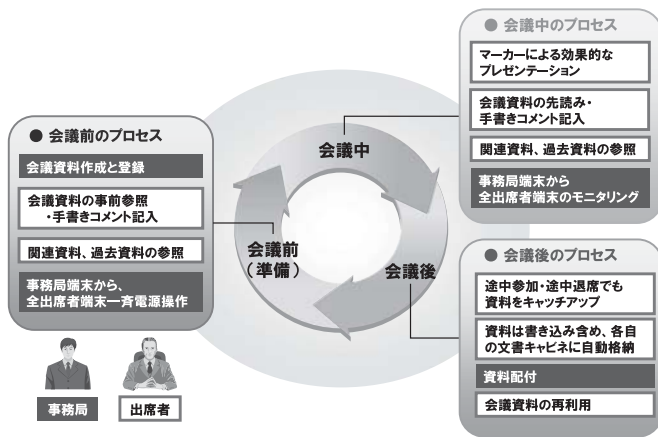 ● 会議前のプロセス
会議資料作成と登録
会議資料の事前参照
・手書きコメント記入
関連資料、過去資料の参照
事務局端末から、
全出席者端末一斉電源操作
事務局
出席者
会議中
会議前
（準備）
会議後
● 会議中のプロセス
マーカーによる効果的な
プレゼンテーション
会議資料の先読み・
手書きコメント記入
関連資料、過去資料の参照
事務局端末から
全出席者端末のモニタリング
● 会議後のプロセス
途中参加・途中退席でも
資料をキャッチアップ
資料は書き込み含め、各自
の文書キャビネに自動格納
資料配付
会議資料の再利用